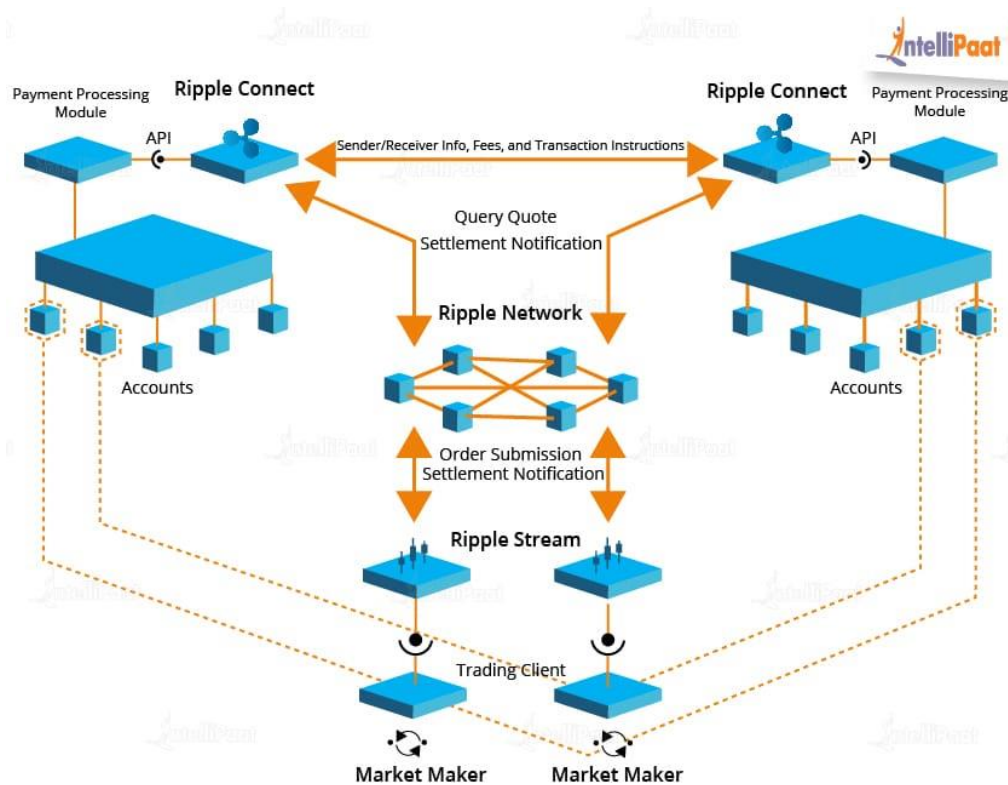 IntelliPaat
Payment Processing
Module
Ripple Connect
Ripple Connect
Payment Processing
Module
API
API
Sender/Receiver Info, Fees, and Transaction Instructions
Query Quote
Settlement Notification
Ripple Network
Accounts
Accounts
Order Submission
Settlement Notification
Ripple Stream
Trading Client
Market Maker
Market Maker